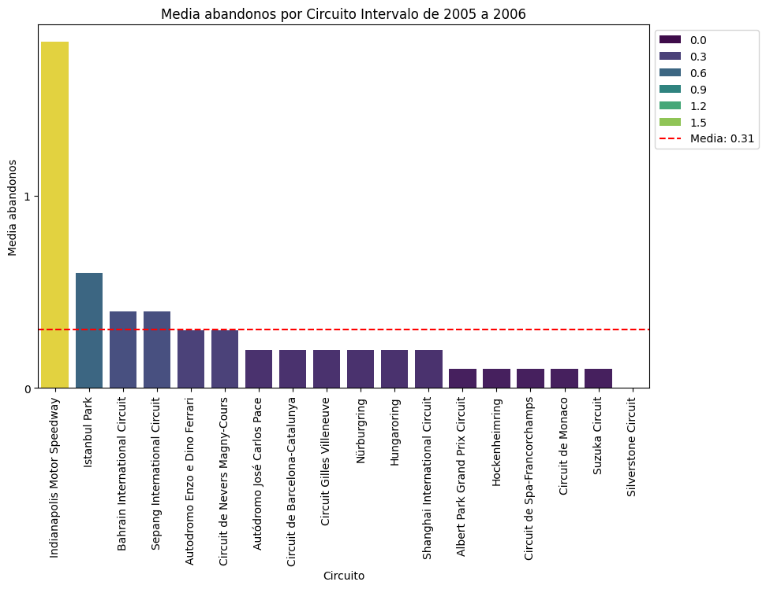 Media abandonos por Circuito Intervalo de 2005 a 2006
0.0
0.3
0.6
0.9
1.2
1.5
Media: 0.31
Media abandonos
1
0
Indianapolis Motor Speedway
Istanbul Park
Bahrain International Circuit
Sepang International Circuit
Autodromo Enzo e Dino Ferrari
Circuit de Nevers Magny-Cours
Autódromo José Carlos Pace
Circuit de Barcelona-Catalunya
Circuit Gilles Villeneuve
Nürburgring
Hungaroring
Shanghai International Circuit
Albert Park Grand Prix Circuit
Hockenheimring
Circuit de Spa-Francorchamps
Circuit de Monaco
Suzuka Circuit
Silverstone Circuit
Circuito